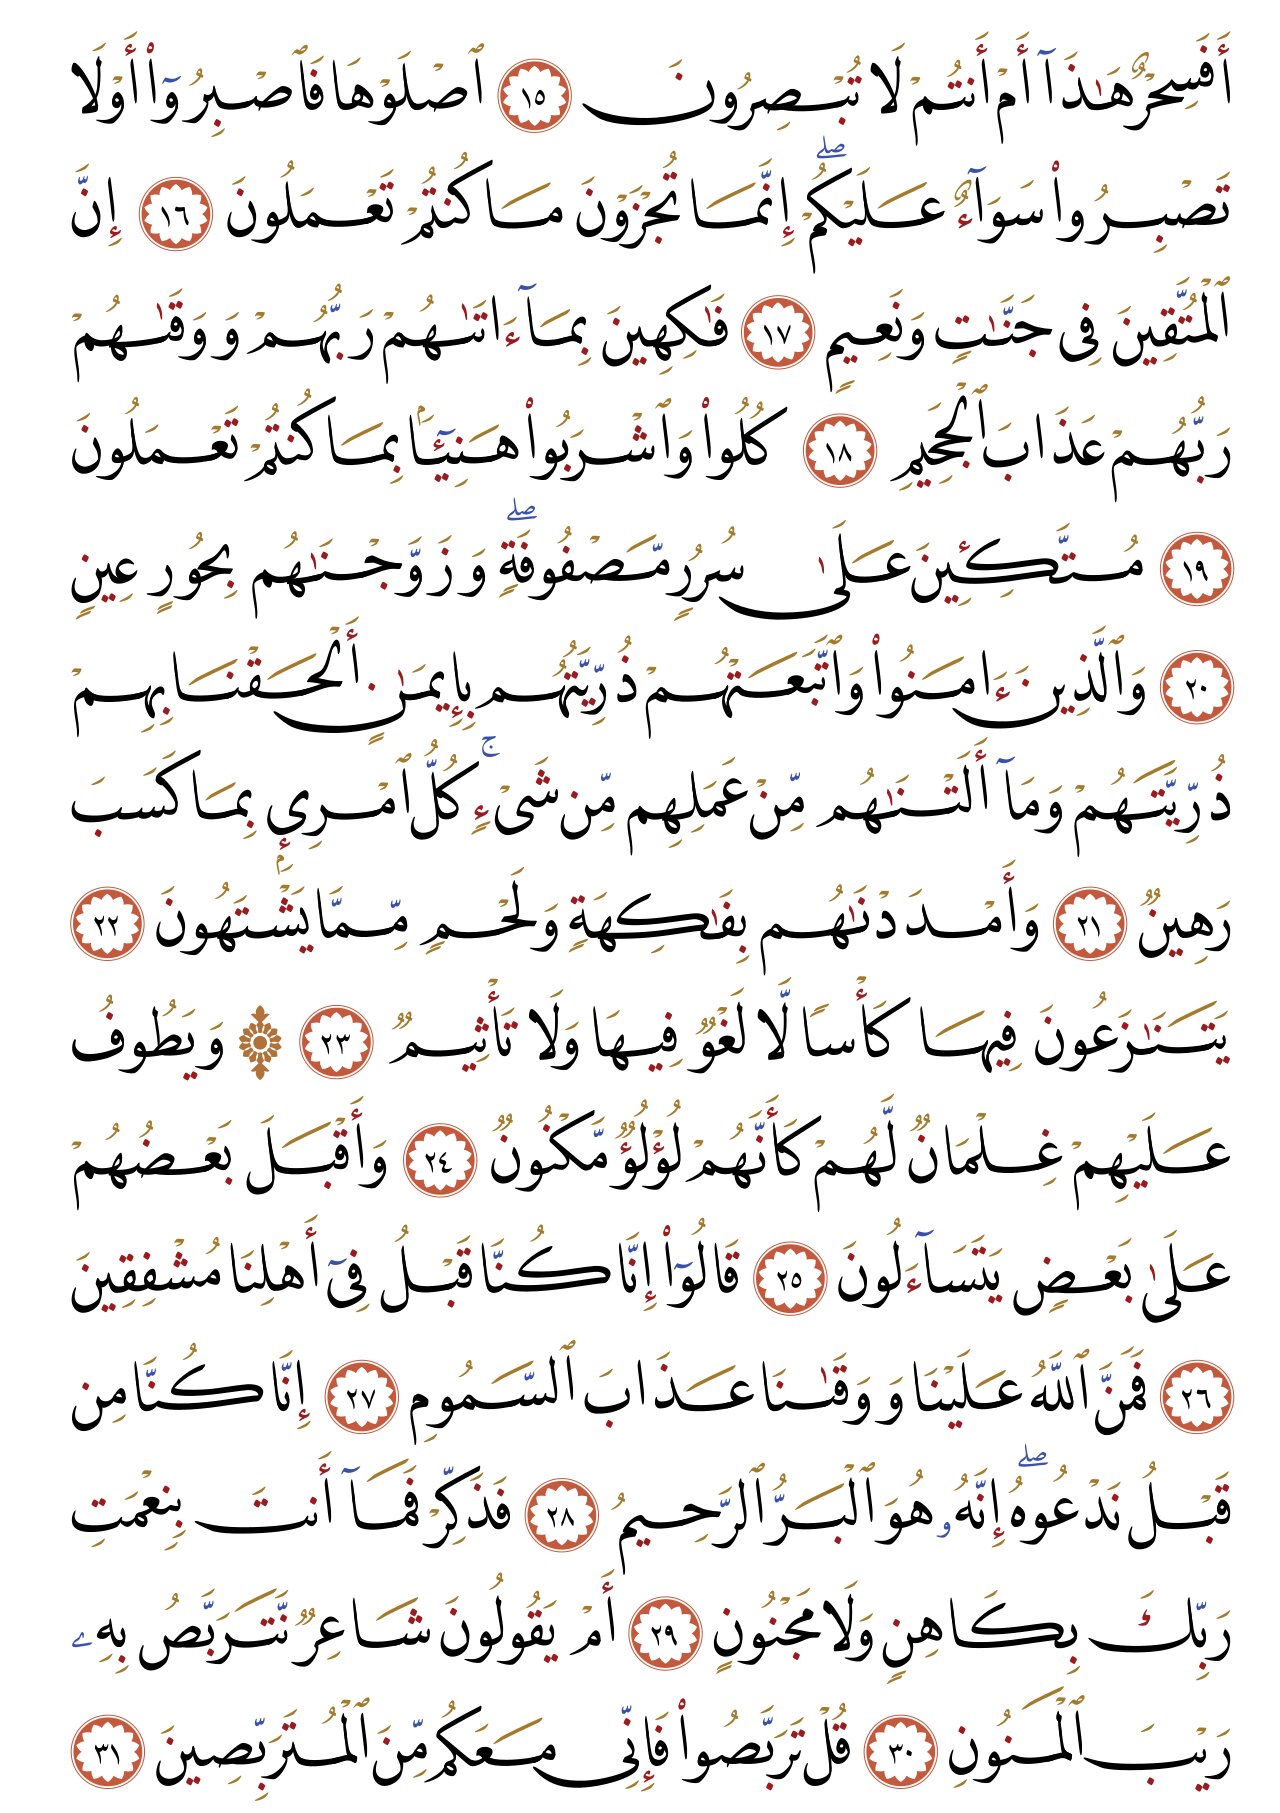 أَفَسِحْرٌ هَٰذَآ أَمْ أَنتُمْ لَا تُبْصِرُونَ ١٥ ٱصْلَوْهَا فَٱصْبِرُوٓا۟ أَوْ لَا
تَصْبِرُوا۟ سَوَآءٌ عَلَيْكُمْ ۖ إِنَّمَا تُجْزَوْنَ مَا كُنتُمْ تَعْمَلُونَ ١٦ إِنَّ
ٱلْمُتَّقِينَ فِى جَنَّٰتٍ وَنَعِيمٍ ١٧ فَٰكِهِينَ بِمَآ ءَاتَىٰهُمْ رَبُّهُمْ وَوَقَىٰهُمْ
رَبُّهُمْ عَذَابَ ٱلْجَحِيمِ ١٨ كُلُوا۟ وَٱشْرَبُوا۟ هَنِيٓـًٔۢا بِمَا كُنتُمْ تَعْمَلُونَ
١٩ مُتَّكِـِٔينَ عَلَىٰ سُرُرٍ مَّصْفُوفَةٍ ۖ وَزَوَّجْنَٰهُم بِحُورٍ عِينٍ
٢٠ وَٱلَّذِينَ ءَامَنُوا۟ وَٱتَّبَعَتْهُمْ ذُرِّيَّتُهُم بِإِيمَٰنٍ أَلْحَقْنَا بِهِمْ
ذُرِّيَّتَهُمْ وَمَآ أَلَتْنَٰهُم مِّنْ عَمَلِهِم مِّن شَىْءٍ ۚ كُلُّ ٱمْرِئٍۭ بِمَا كَسَبَ
رَهِينٌ ٢١ وَأَمْدَدْنَٰهُم بِفَٰكِهَةٍ وَلَحْمٍ مِّمَّا يَشْتَهُونَ ٢٢
يَتَنَٰزَعُونَ فِيهَا كَأْسًا لَّا لَغْوٌ فِيهَا وَلَا تَأْثِيمٌ ٢٣ ۞ وَيَطُوفُ
عَلَيْهِمْ غِلْمَانٌ لَّهُمْ كَأَنَّهُمْ لُؤْلُؤٌ مَّكْنُونٌ ٢٤ وَأَقْبَلَ بَعْضُهُمْ
عَلَىٰ بَعْضٍ يَتَسَآءَلُونَ ٢٥ قَالُوٓا۟ إِنَّا كُنَّا قَبْلُ فِىٓ أَهْلِنَا مُشْفِقِينَ
٢٦ فَمَنَّ ٱللَّهُ عَلَيْنَا وَوَقَىٰنَا عَذَابَ ٱلسَّمُومِ ٢٧ إِنَّا كُنَّا مِن
قَبْلُ نَدْعُوهُ ۖ إِنَّهُۥ هُوَ ٱلْبَرُّ ٱلرَّحِيمُ ٢٨ فَذَكِّرْ فَمَآ أَنتَ بِنِعْمَتِ
رَبِّكَ بِكَاهِنٍ وَلَا مَجْنُونٍ ٢٩ أَمْ يَقُولُونَ شَاعِرٌ نَّتَرَبَّصُ بِهِۦ
رَيْبَ ٱلْمَنُونِ ٣٠ قُلْ تَرَبَّصُوا۟ فَإِنِّى مَعَكُم مِّنَ ٱلْمُتَرَبِّصِينَ ٣١